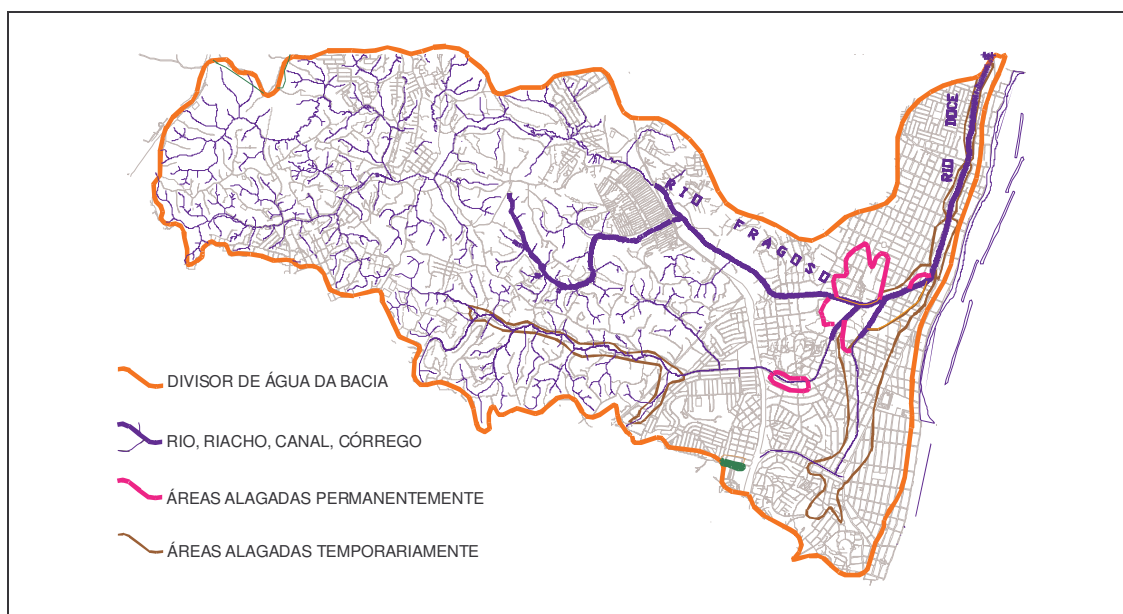 RIO DOCE
RIO FRAGOSO
DIVISOR DE ÁGUA DA BACIA
RIO, RIACHO, CANAL, CÓRREGO
ÁREAS ALAGADAS PERMANENTEMENTE
ÁREAS ALAGADAS TEMPORARIAMENTE